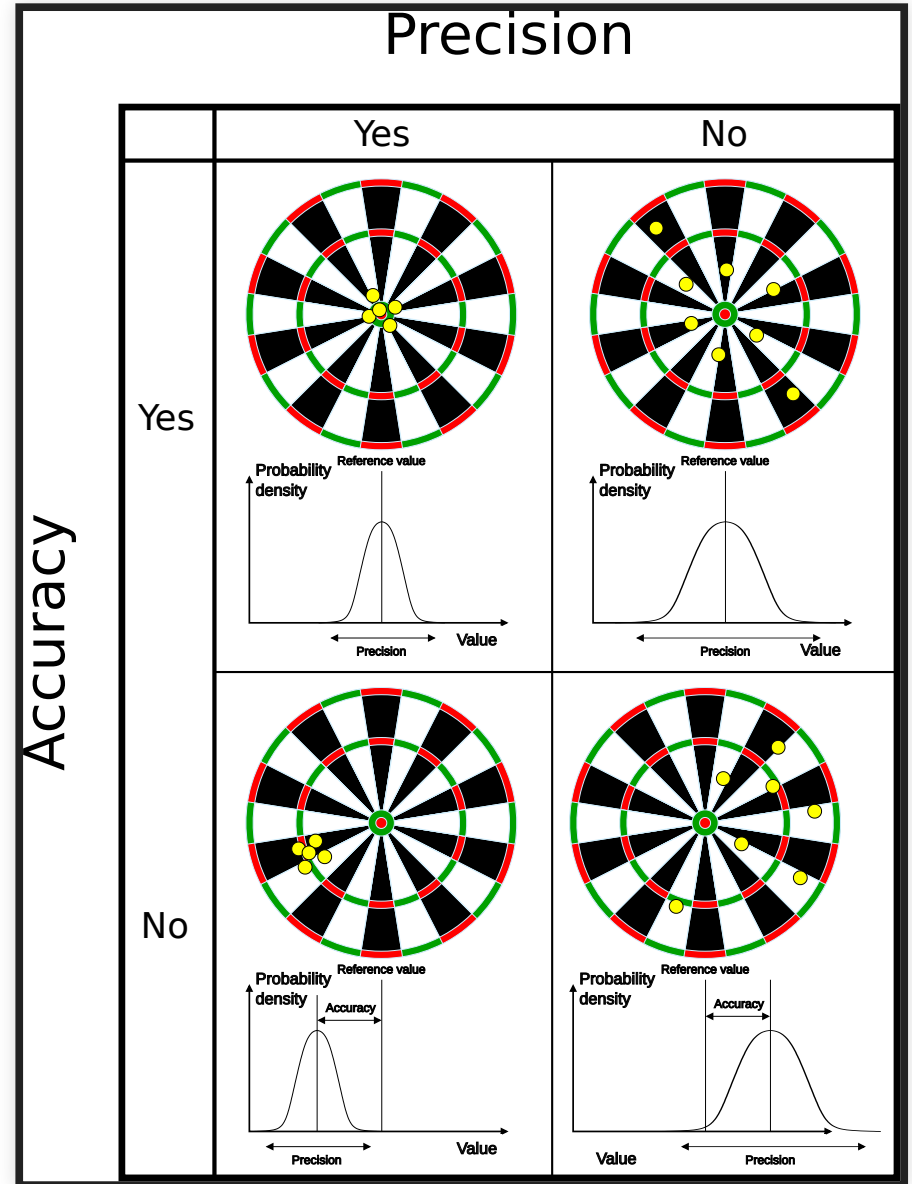 Precision
Yes
No
Accuracy
Yes
Reference value
Probability
density
Value
Precision
Reference value
Probability
density
Precision
Value
No
Reference value
Probability
density
Accuracy
Value
Precision
Reference value
Probability
density
Accuracy
Value
Precision